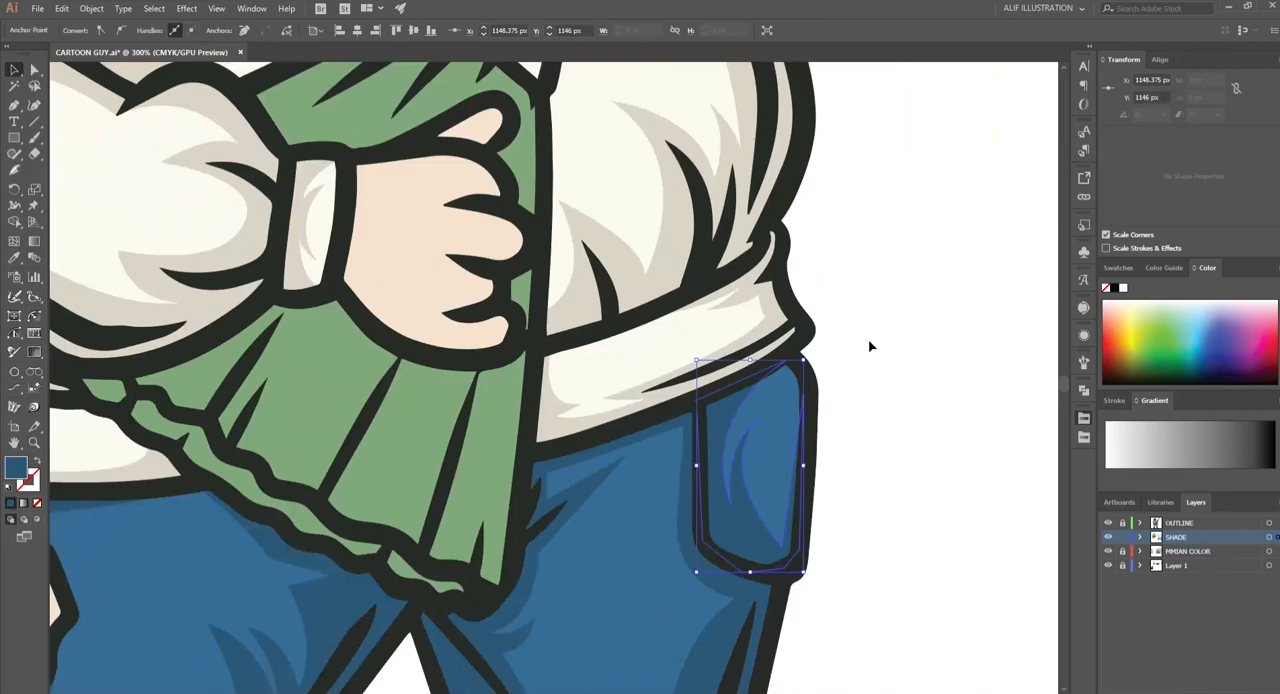 Ai File Edit Object Type Select Effect View Window Help Br St ALIF ILLUSTRATION Search Adobe Stock
Anchor Point Convert: Handles: Anchors: X: 1148.375 px Y: 1146 px W: H:
CARTOON GUY.ai* @ 300% (CMYK/GPU Preview) ×
Transform Align
X: 1148.375 px
Y: 1146 px
No Shape Properties
Scale Corners
Scale Strokes & Effects
Swatches Color Guide Color
Stroke Gradient
Artboards Libraries Layers
OUTLINE
SHADE
MMIAN COLOR
Layer 1